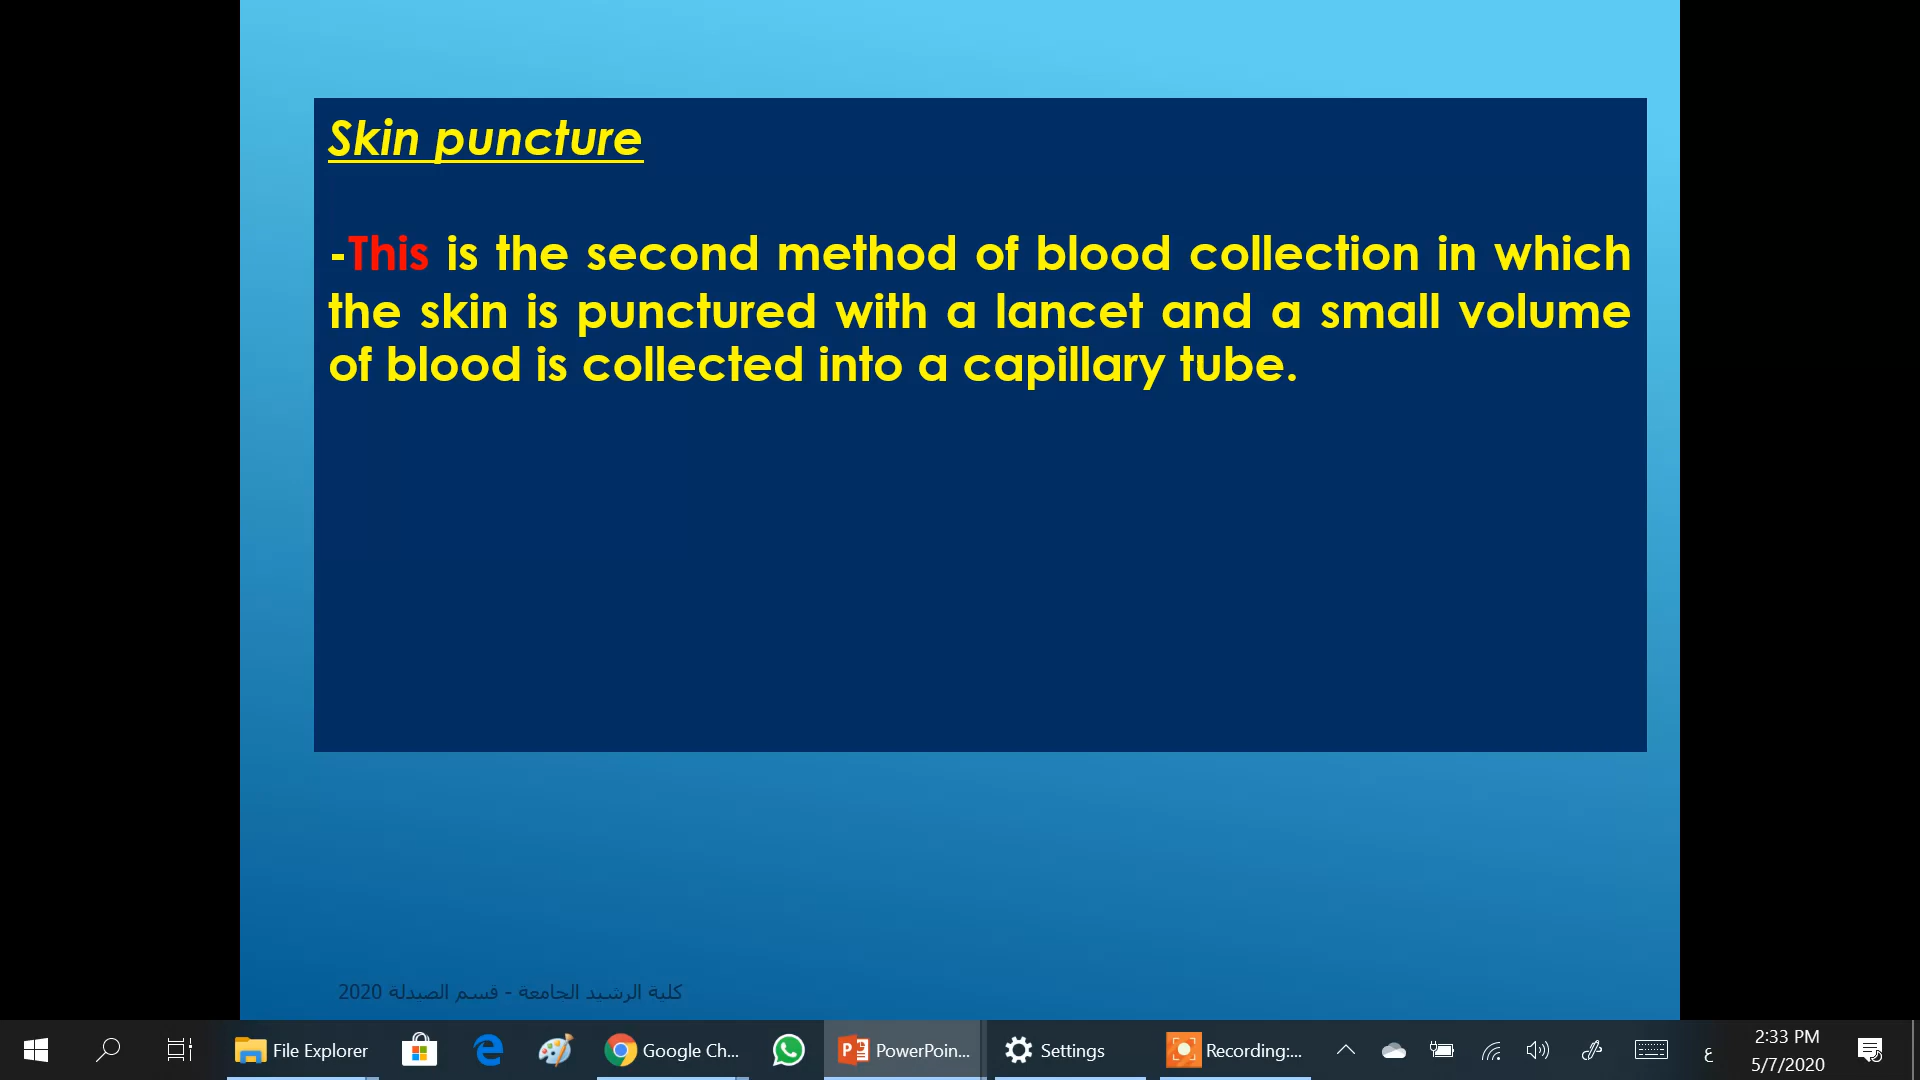 Skin puncture
-This is the second method of blood collection in which
the skin is punctured with a lancet and a small volume
of blood is collected into a capillary tube.
كلية الرشيد الجامعة - قسم الصيدلة 2020
File Explorer
Google Ch...
PowerPoin...
Settings
Recording:...
ع
2:33 PM
5/7/2020